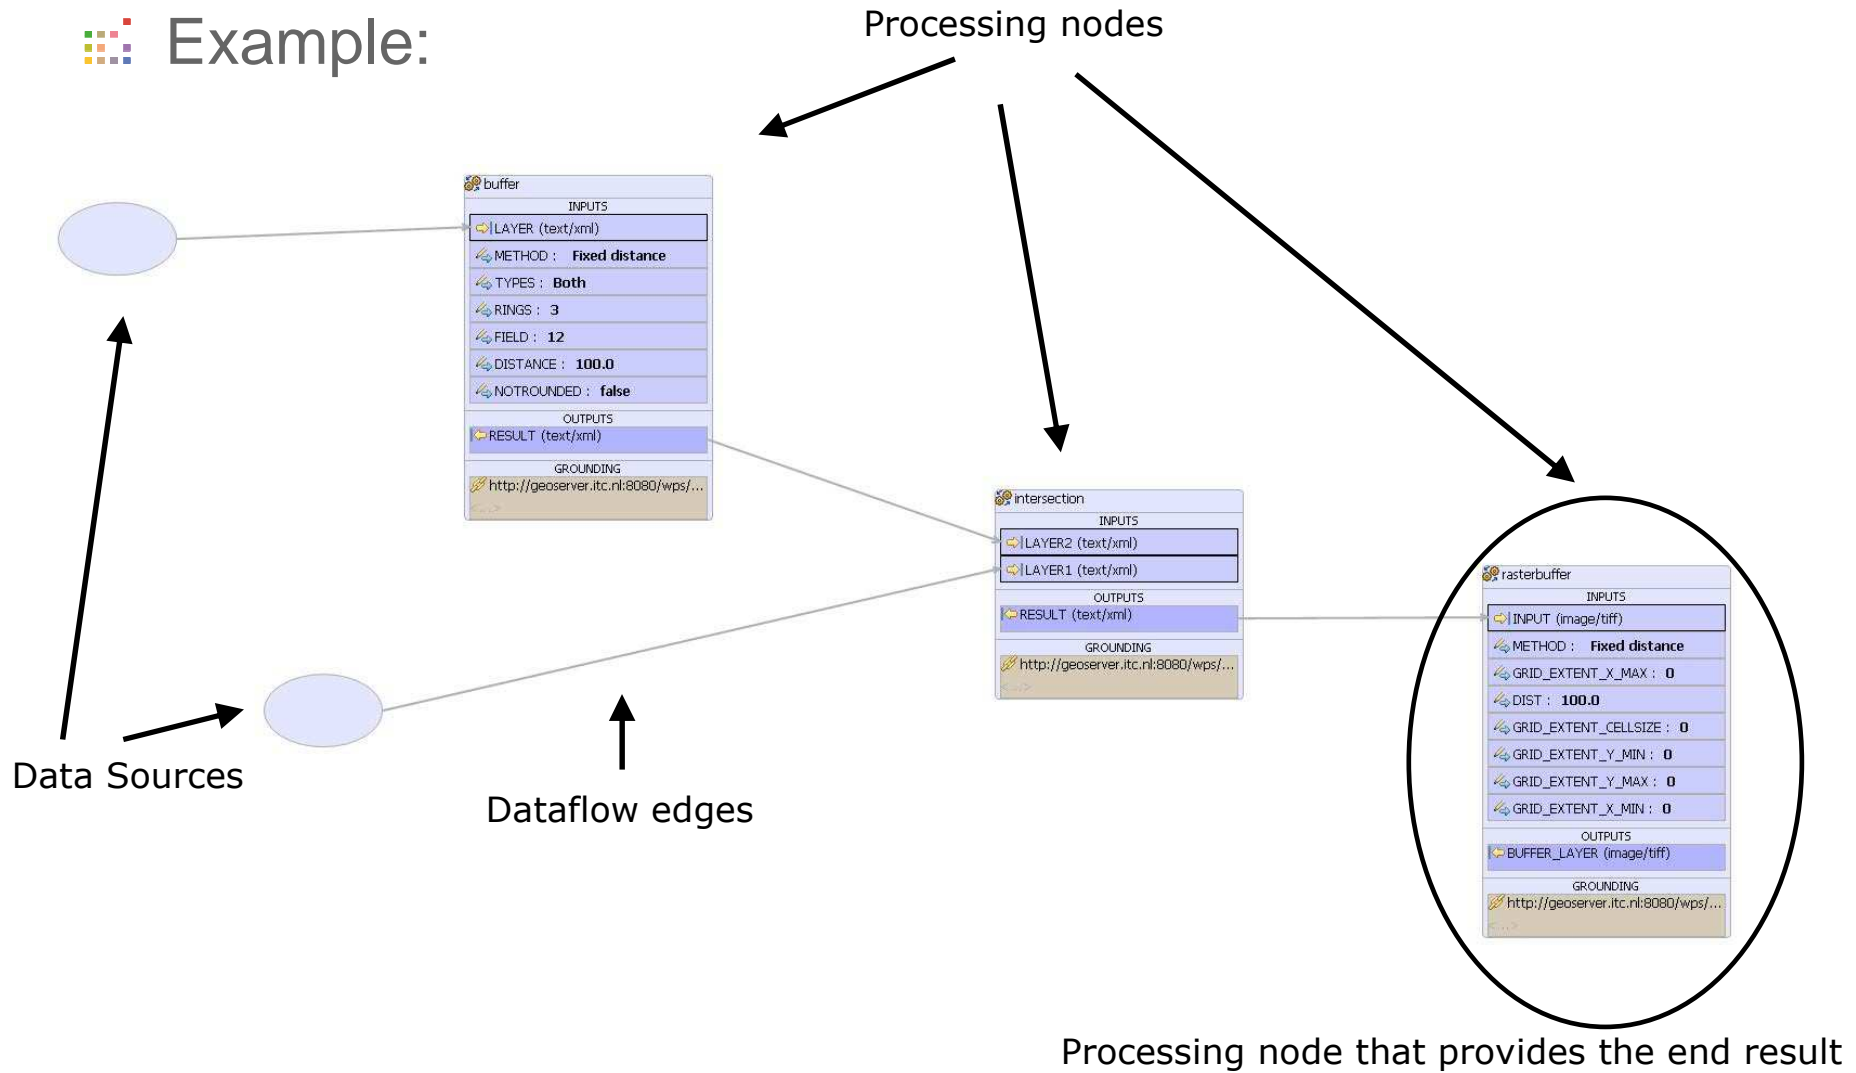 Example:
Processing nodes
buffer
INPUTS
LAYER (text/xml)
METHOD : Fixed distance
TYPES : Both
RINGS : 3
FIELD : 12
DISTANCE : 100.0
NOTROUNDED : false
OUTPUTS
RESULT (text/xml)
GROUNDING
http://geoserver.itc.nl:8080/wps/...
<...>
intersection
INPUTS
LAYER2 (text/xml)
LAYER1 (text/xml)
OUTPUTS
RESULT (text/xml)
GROUNDING
http://geoserver.itc.nl:8080/wps/...
<...>
rasterbuffer
INPUTS
INPUT (image/tiff)
METHOD : Fixed distance
GRID_EXTENT_X_MAX : 0
DIST : 100.0
GRID_EXTENT_CELLSIZE : 0
GRID_EXTENT_Y_MIN : 0
GRID_EXTENT_Y_MAX : 0
GRID_EXTENT_X_MIN : 0
OUTPUTS
BUFFER_LAYER (image/tiff)
GROUNDING
http://geoserver.itc.nl:8080/wps/...
<...>
Data Sources
Dataflow edges
Processing node that provides the end result